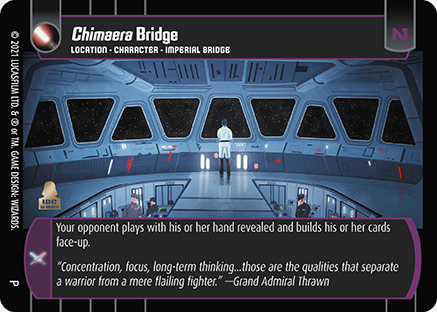 Chimaera Bridge
LOCATION - CHARACTER - IMPERIAL BRIDGE
N
© 2021 LUCASFILM LTD. & ® or TM. GAME DESIGN: WIZARDS.
100
P
Your opponent plays with his or her hand revealed and builds his or her cards
face-up.
“Concentration, focus, long-term thinking...those are the qualities that separate
a warrior from a mere flailing fighter.” —Grand Admiral Thrawn